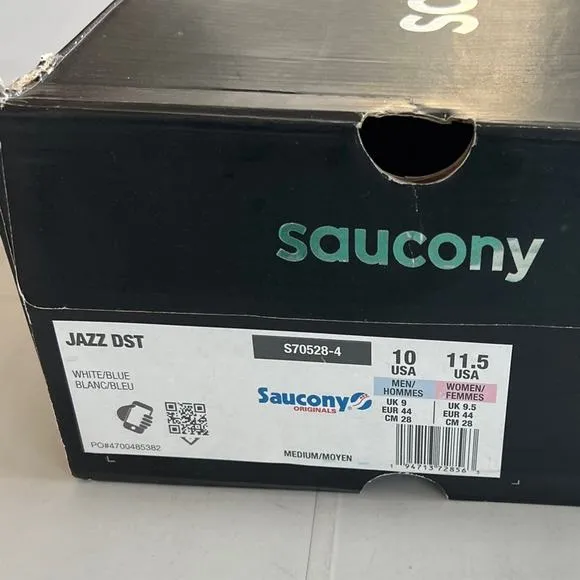 saucony
JAZZ DST
S70528-4
WHITE/BLUE
BLANC/BLEU
Saucony
ORIGINALS
10
USA
MEN/
HOMMES
UK 9
EUR 44
CM 28
11.5
USA
WOMEN/
FEMMES
UK 9.5
EUR 44
CM 28
PO#4700485382
MEDIUM/MOYEN